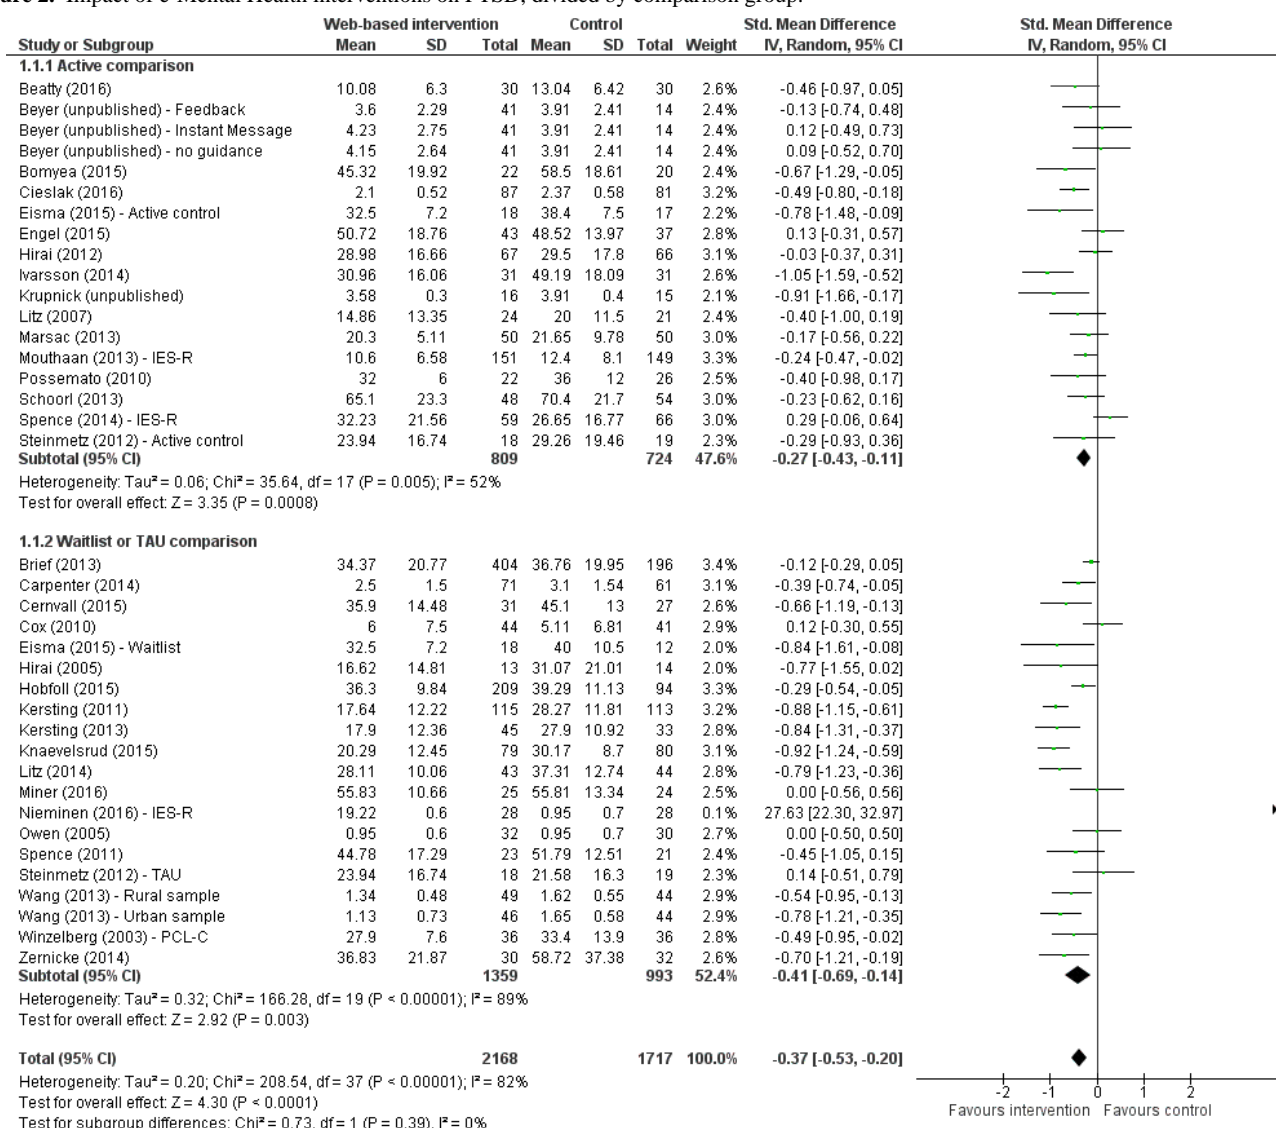 ure 2. Impact of e-Mental Health interventions on PTSD, divided by comparison group.
Web-based intervention Control Std. Mean Difference Std. Mean Difference
Study or Subgroup Mean SD Total Mean SD Total Weight IV, Random, 95% CI IV, Random, 95% CI
1.1.1 Active comparison
Beatty (2016) 10.08 6.3 30 13.04 6.42 30 2.6% -0.46 [-0.97, 0.05]
Beyer (unpublished) - Feedback 3.6 2.29 41 3.91 2.41 14 2.4% -0.13 [-0.74, 0.48]
Beyer (unpublished) - Instant Message 4.23 2.75 41 3.91 2.41 14 2.4% 0.12 [-0.49, 0.73]
Beyer (unpublished) - no guidance 4.15 2.64 41 3.91 2.41 14 2.4% 0.09 [-0.52, 0.70]
Bomyea (2015) 45.32 19.92 22 58.5 18.61 20 2.4% -0.67 [-1.29, -0.05]
Cieslak (2016) 2.1 0.52 87 2.37 0.58 81 3.2% -0.49 [-0.80, -0.18]
Eisma (2015) - Active control 32.5 7.2 18 38.4 7.5 17 2.2% -0.78 [-1.48, -0.09]
Engel (2015) 50.72 18.76 43 48.52 13.97 37 2.8% 0.13 [-0.31, 0.57]
Hirai (2012) 28.98 16.66 67 29.5 17.8 66 3.1% -0.03 [-0.37, 0.31]
Ivarsson (2014) 30.96 16.06 31 49.19 18.09 31 2.6% -1.05 [-1.59, -0.52]
Krupnick (unpublished) 3.58 0.3 16 3.91 0.4 15 2.1% -0.91 [-1.66, -0.17]
Litz (2007) 14.86 13.35 24 20 11.5 21 2.4% -0.40 [-1.00, 0.19]
Marsac (2013) 20.3 5.11 50 21.65 9.78 50 3.0% -0.17 [-0.56, 0.22]
Mouthaan (2013) - IES-R 10.6 6.58 151 12.4 8.1 149 3.3% -0.24 [-0.47, -0.02]
Possemato (2010) 32 6 22 36 12 26 2.5% -0.40 [-0.98, 0.17]
Schoorl (2013) 65.1 23.3 48 70.4 21.7 54 3.0% -0.23 [-0.62, 0.16]
Spence (2014) - IES-R 32.23 21.56 59 26.65 16.77 66 3.0% 0.29 [-0.06, 0.64]
Steinmetz (2012) - Active control 23.94 16.74 18 29.26 19.46 19 2.3% -0.29 [-0.93, 0.36]
Subtotal (95% CI) 809 724 47.6% -0.27 [-0.43, -0.11]
Heterogeneity: Tau² = 0.06; Chi² = 35.64, df = 17 (P = 0.005); I² = 52%
Test for overall effect: Z = 3.35 (P = 0.0008)
1.1.2 Waitlist or TAU comparison
Brief (2013) 34.37 20.77 404 36.76 19.95 196 3.4% -0.12 [-0.29, 0.05]
Carpenter (2014) 2.5 1.5 71 3.1 1.54 61 3.1% -0.39 [-0.74, -0.05]
Cernvall (2015) 35.9 14.48 31 45.1 13 27 2.6% -0.66 [-1.19, -0.13]
Cox (2010) 6 7.5 44 5.11 6.81 41 2.9% 0.12 [-0.30, 0.55]
Eisma (2015) - Waitlist 32.5 7.2 18 40 10.5 12 2.0% -0.84 [-1.61, -0.08]
Hirai (2005) 16.62 14.81 13 31.07 21.01 14 2.0% -0.77 [-1.55, 0.02]
Hobfoll (2015) 36.3 9.84 209 39.29 11.13 94 3.3% -0.29 [-0.54, -0.05]
Kersting (2011) 17.64 12.22 115 28.27 11.81 113 3.2% -0.88 [-1.15, -0.61]
Kersting (2013) 17.9 12.36 45 27.9 10.92 33 2.7% -0.84 [-1.31, -0.37]
Knaevelsrud (2015) 20.29 12.45 79 30.17 8.7 80 3.1% -0.92 [-1.24, -0.59]
Litz (2014) 28.11 10.06 43 37.31 12.74 44 2.8% -0.79 [-1.23, -0.36]
Miner (2016) 55.83 10.66 25 55.81 13.34 24 2.5% 0.00 [-0.56, 0.56]
Nieminen (2016) - IES-R 19.22 0.6 28 0.95 0.7 28 0.1% 27.63 [22.30, 32.97]
Owen (2005) 0.95 0.6 32 0.95 0.7 30 2.7% 0.00 [-0.50, 0.50]
Spence (2011) 44.78 17.29 23 51.79 12.51 21 2.4% -0.45 [-1.05, 0.15]
Steinmetz (2012) - TAU 23.94 16.74 18 21.58 16.3 19 2.3% 0.14 [-0.51, 0.79]
Wang (2013) - Rural sample 1.34 0.48 49 1.62 0.55 44 2.9% -0.54 [-0.95, -0.13]
Wang (2013) - Urban sample 1.13 0.73 46 1.65 0.58 44 2.9% -0.78 [-1.21, -0.35]
Winzelberg (2003) - PCL-C 27.9 7.6 36 33.4 13.9 36 2.8% -0.49 [-0.95, -0.02]
Zernicke (2014) 36.83 21.87 30 58.72 37.38 32 2.6% -0.70 [-1.21, -0.19]
Subtotal (95% CI) 1359 993 52.4% -0.41 [-0.69, -0.14]
Heterogeneity: Tau² = 0.32; Chi² = 166.28, df = 19 (P < 0.00001); I² = 89%
Test for overall effect: Z = 2.92 (P = 0.003)
Total (95% CI) 2168 1717 100.0% -0.37 [-0.53, -0.20]
Heterogeneity: Tau² = 0.20; Chi² = 208.54, df = 37 (P < 0.00001); I² = 82%
Test for overall effect: Z = 4.30 (P < 0.0001)
Test for subgroup differences: Chi² = 0.73, df = 1 (P = 0.39), I² = 0%
-2 -1 0 1 2
Favours intervention Favours control